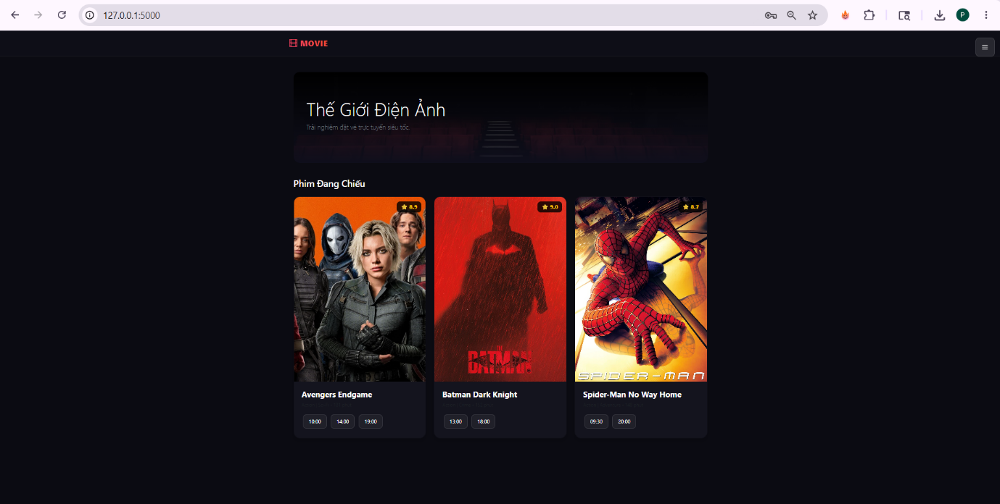 127.0.0.1:5000
P
MOVIE
Thế Giới Điện Ảnh
Trải nghiệm đặt vé trực tuyến siêu tốc.
Phim Đang Chiếu
8.9
9.0
8.7
THE
BATMAN
SPIDER-MAN
Avengers Endgame
Batman Dark Knight
Spider-Man No Way Home
10:00 14:00 19:00
13:00 18:00
09:30 20:00